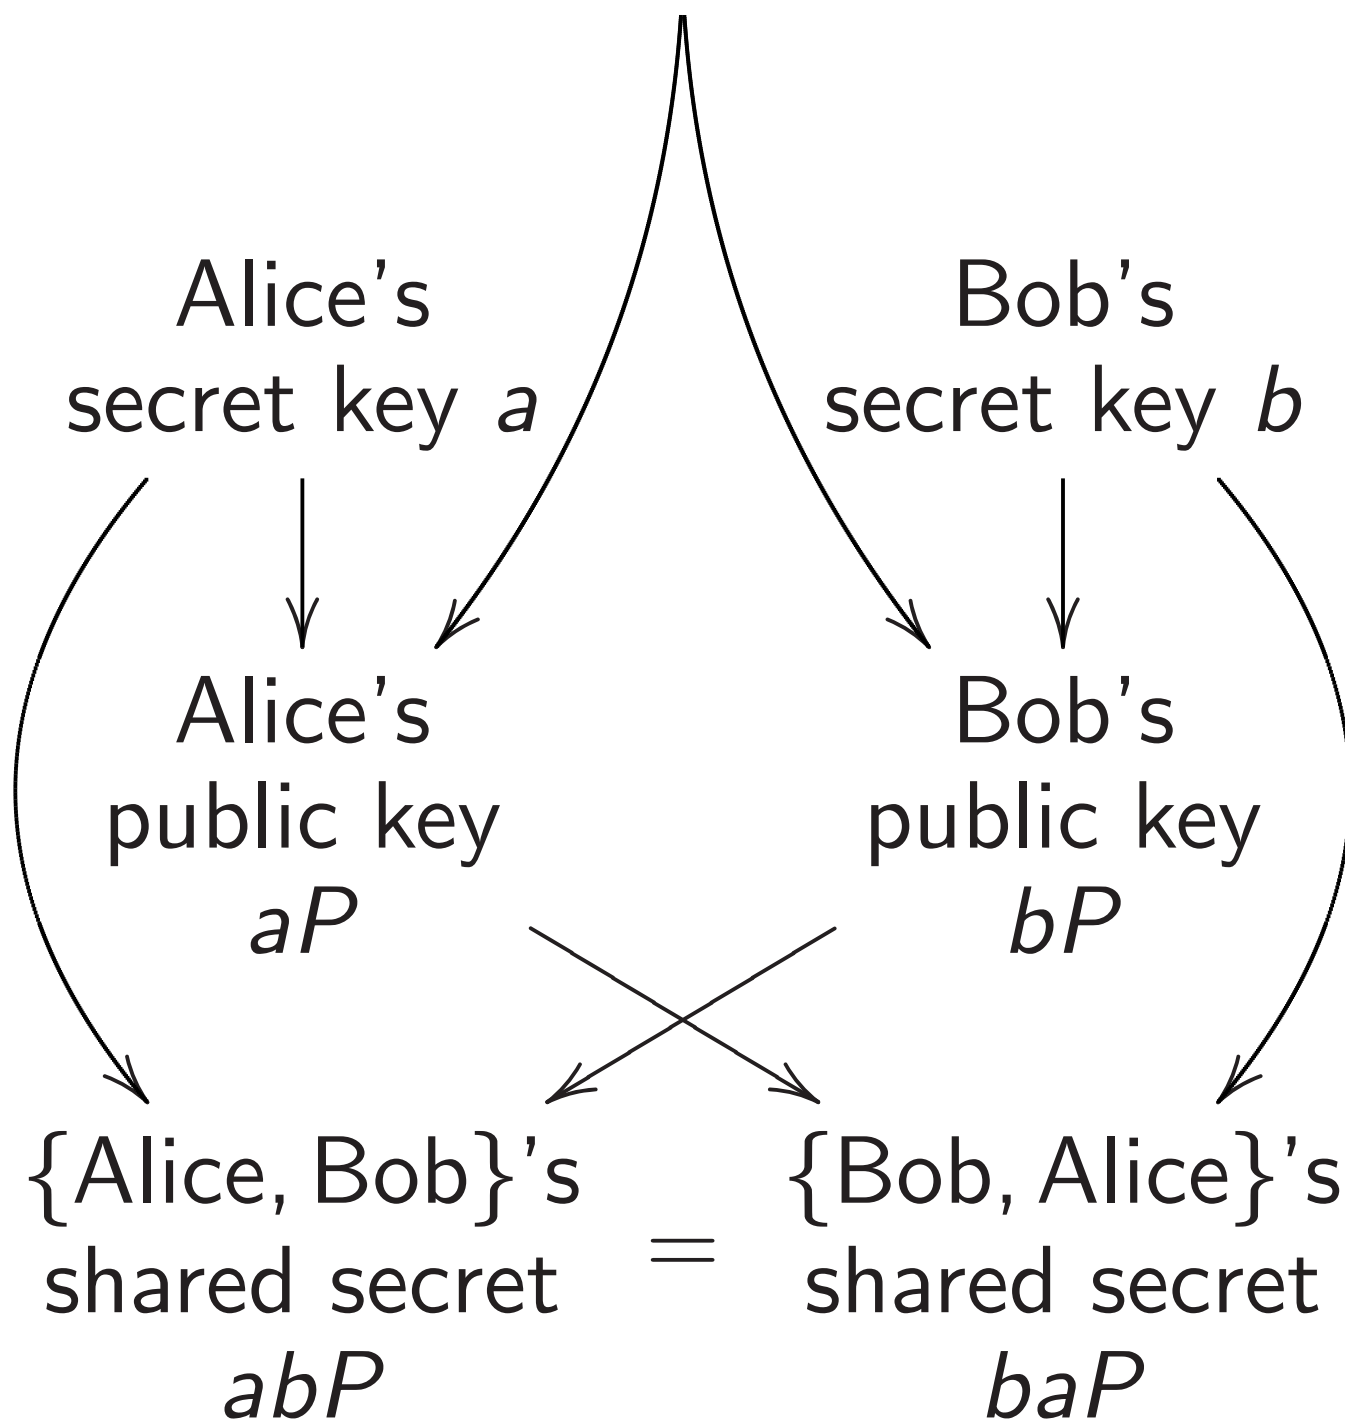 Alice's
secret key a
Bob's
secret key b
Alice's
public key
aP
Bob's
public key
bP
{Alice, Bob}'s
shared secret
abP
=
{Bob, Alice}'s
shared secret
baP